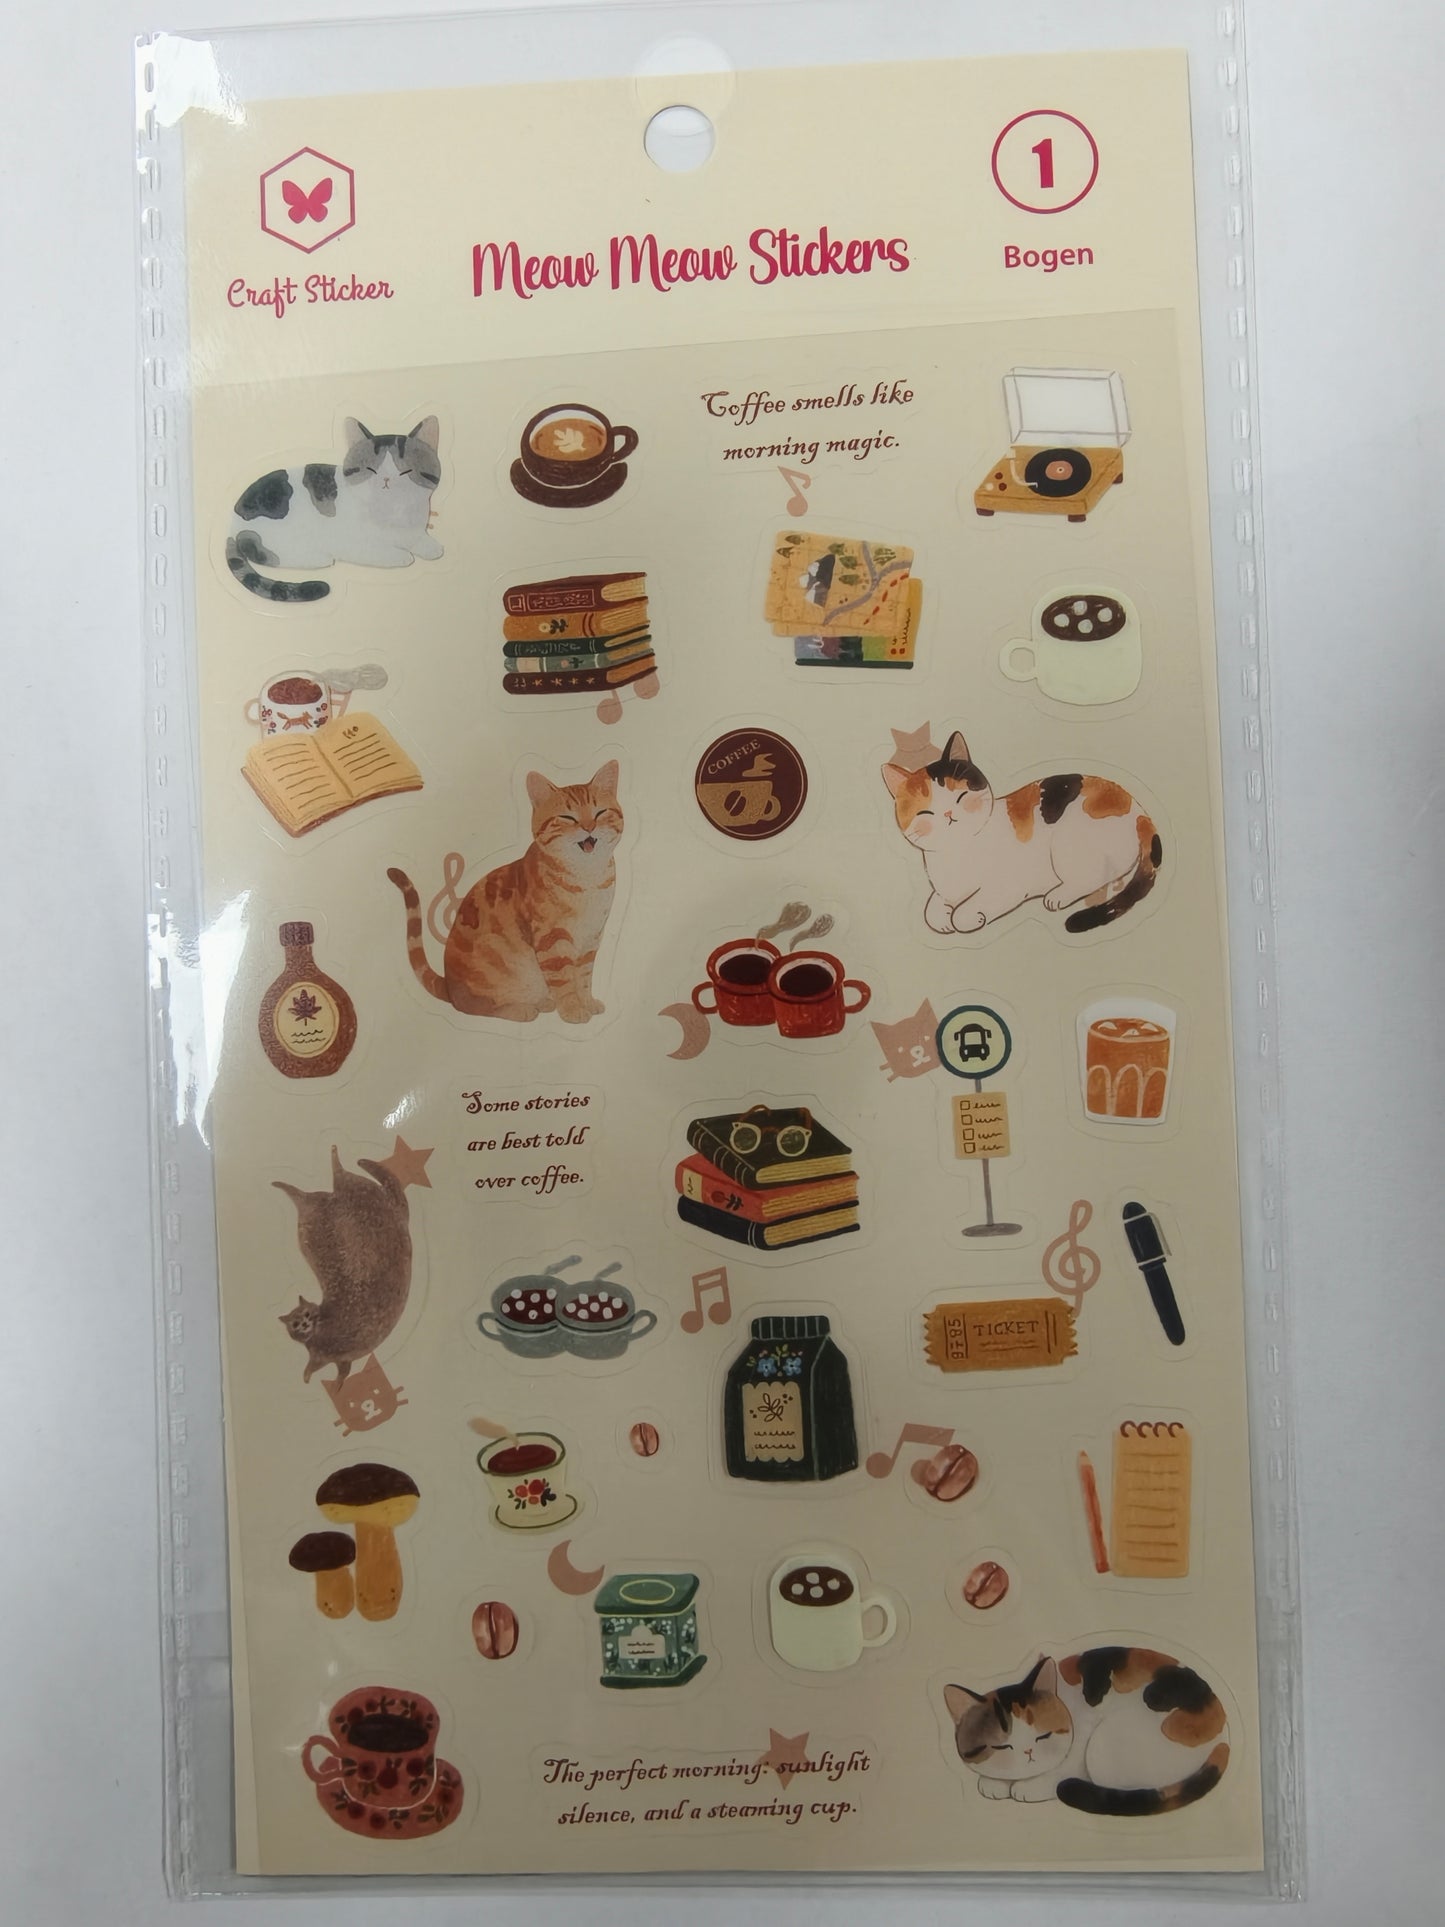 Craft Sticker
Meow Meow Stickers
1
Bogen
Coffee smells like
morning magic.
COFFEE
Some stories
are best told
over coffee.
TICKET
The perfect morning: sunlight
silence, and a steaming cup.